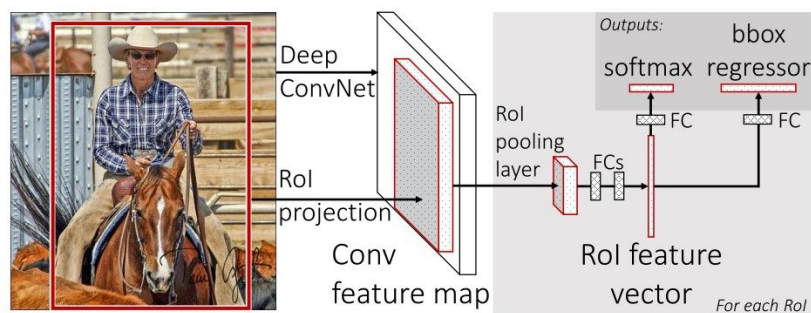 Deep
ConvNet
RoI
projection
Conv
feature map
RoI
pooling
layer
FCs
RoI feature
vector
Outputs:
softmax
bbox
regressor
FC
FC
For each RoI